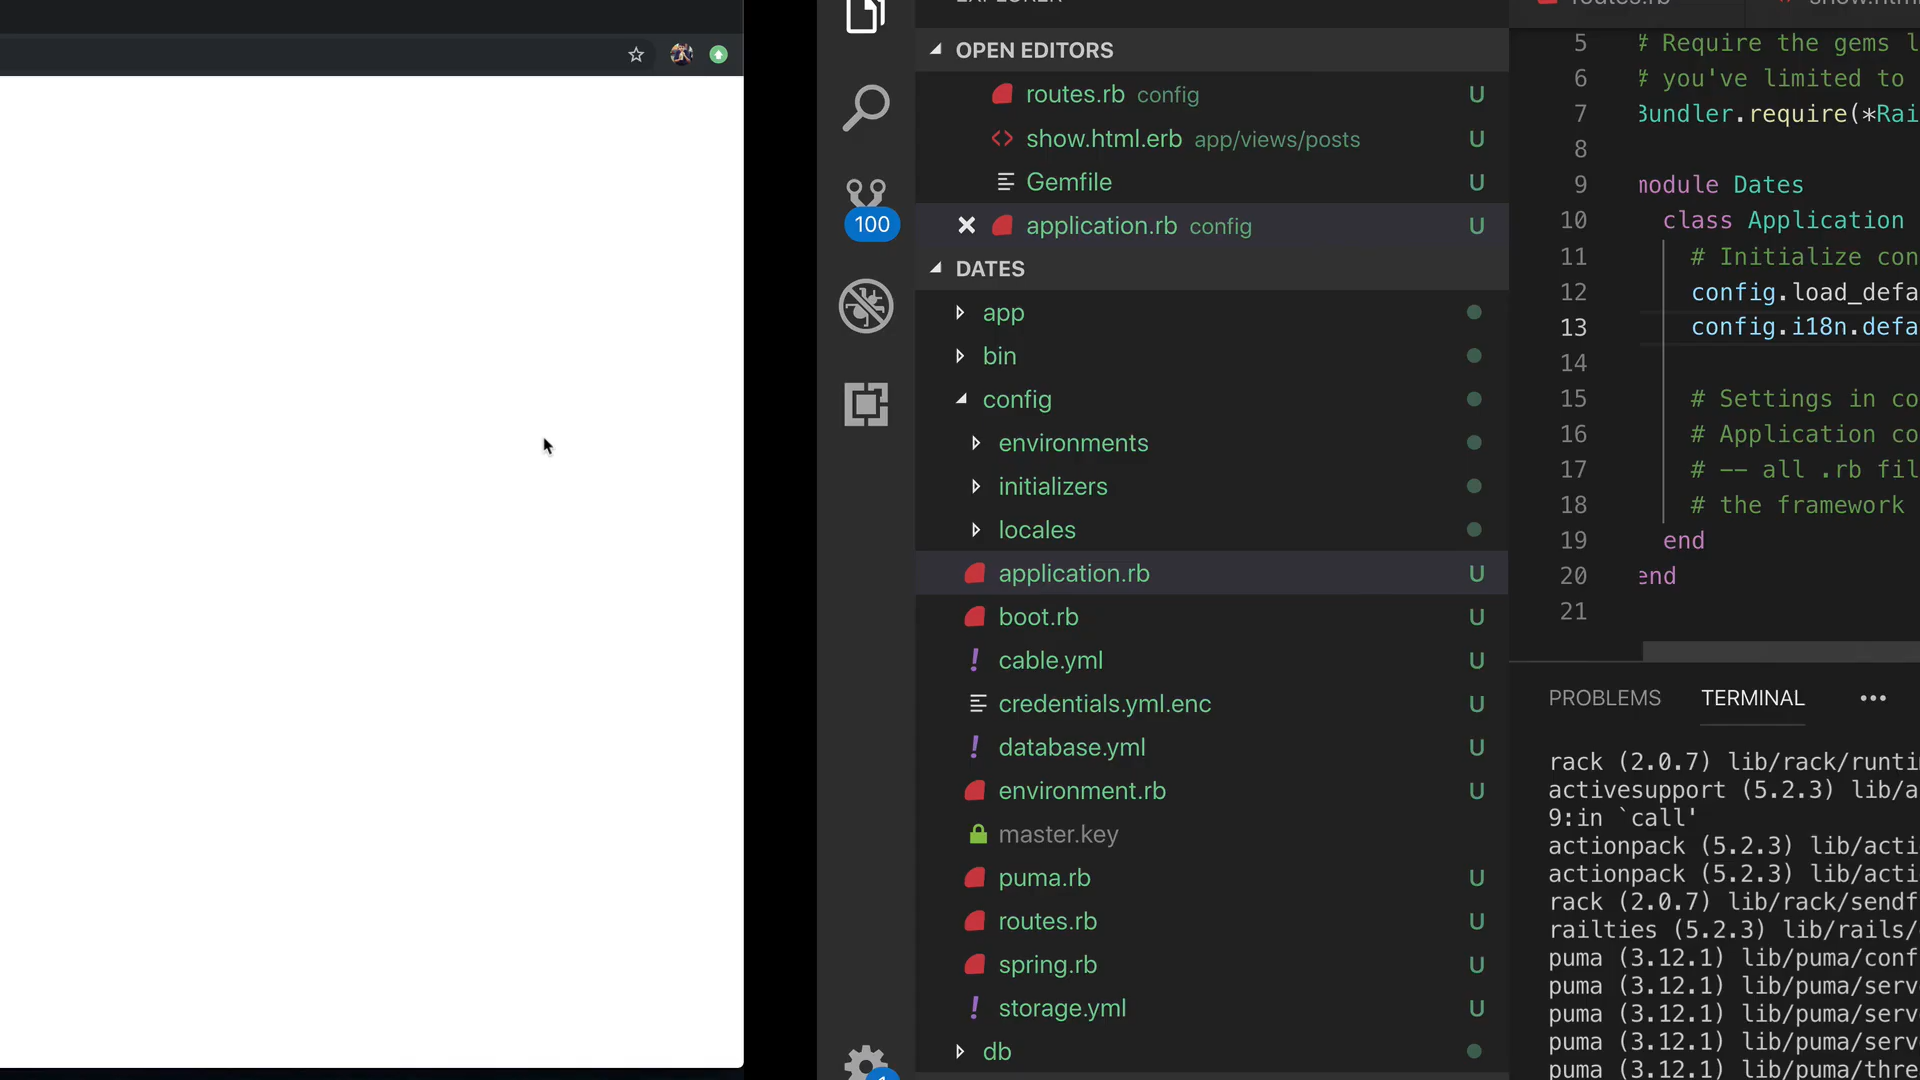 OPEN EDITORS
routes.rb config U
show.html.erb app/views/posts U
Gemfile U
application.rb config U
100
DATES
app
bin
config
environments
initializers
locales
application.rb U
boot.rb U
cable.yml U
credentials.yml.enc U
database.yml U
environment.rb U
master.key
puma.rb U
routes.rb U
spring.rb U
storage.yml U
db
5 # Require the gems l
6 # you've limited to
7 Bundler.require(*Rai
8
9 module Dates
10 class Application
11 # Initialize con
12 config.load_defa
13 config.i18n.defa
14
15 # Settings in co
16 # Application co
17 # -- all .rb fil
18 # the framework
19 end
20 end
21
PROBLEMS TERMINAL •••
rack (2.0.7) lib/rack/runti
activesupport (5.2.3) lib/a
9:in `call'
actionpack (5.2.3) lib/acti
actionpack (5.2.3) lib/acti
rack (2.0.7) lib/rack/sendf
railties (5.2.3) lib/rails/
puma (3.12.1) lib/puma/conf
puma (3.12.1) lib/puma/serv
puma (3.12.1) lib/puma/serv
puma (3.12.1) lib/puma/serv
puma (3.12.1) lib/puma/thre